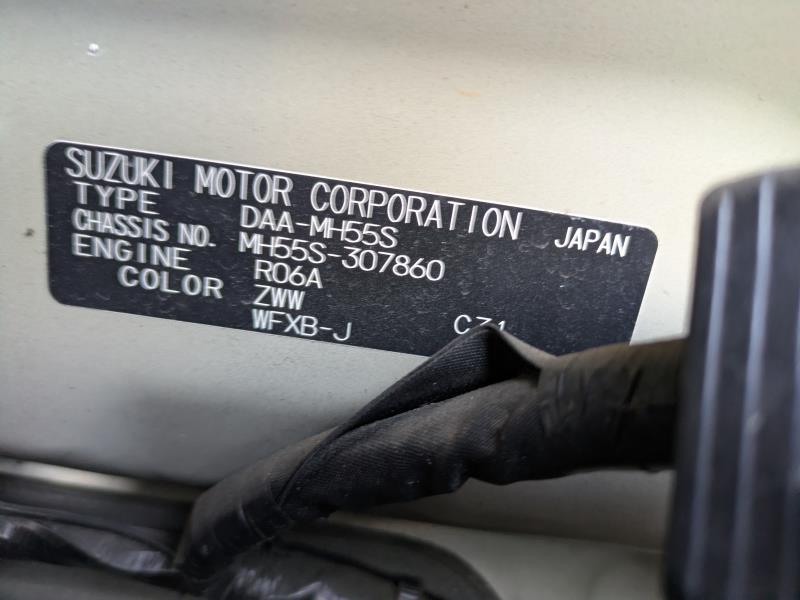 SUZUKI MOTOR CORPORATION JAPAN
TYPE DAA-MH55S
CHASSIS NO. MH55S-307860
ENGINE R06A
COLOR ZWW
WFXB-J